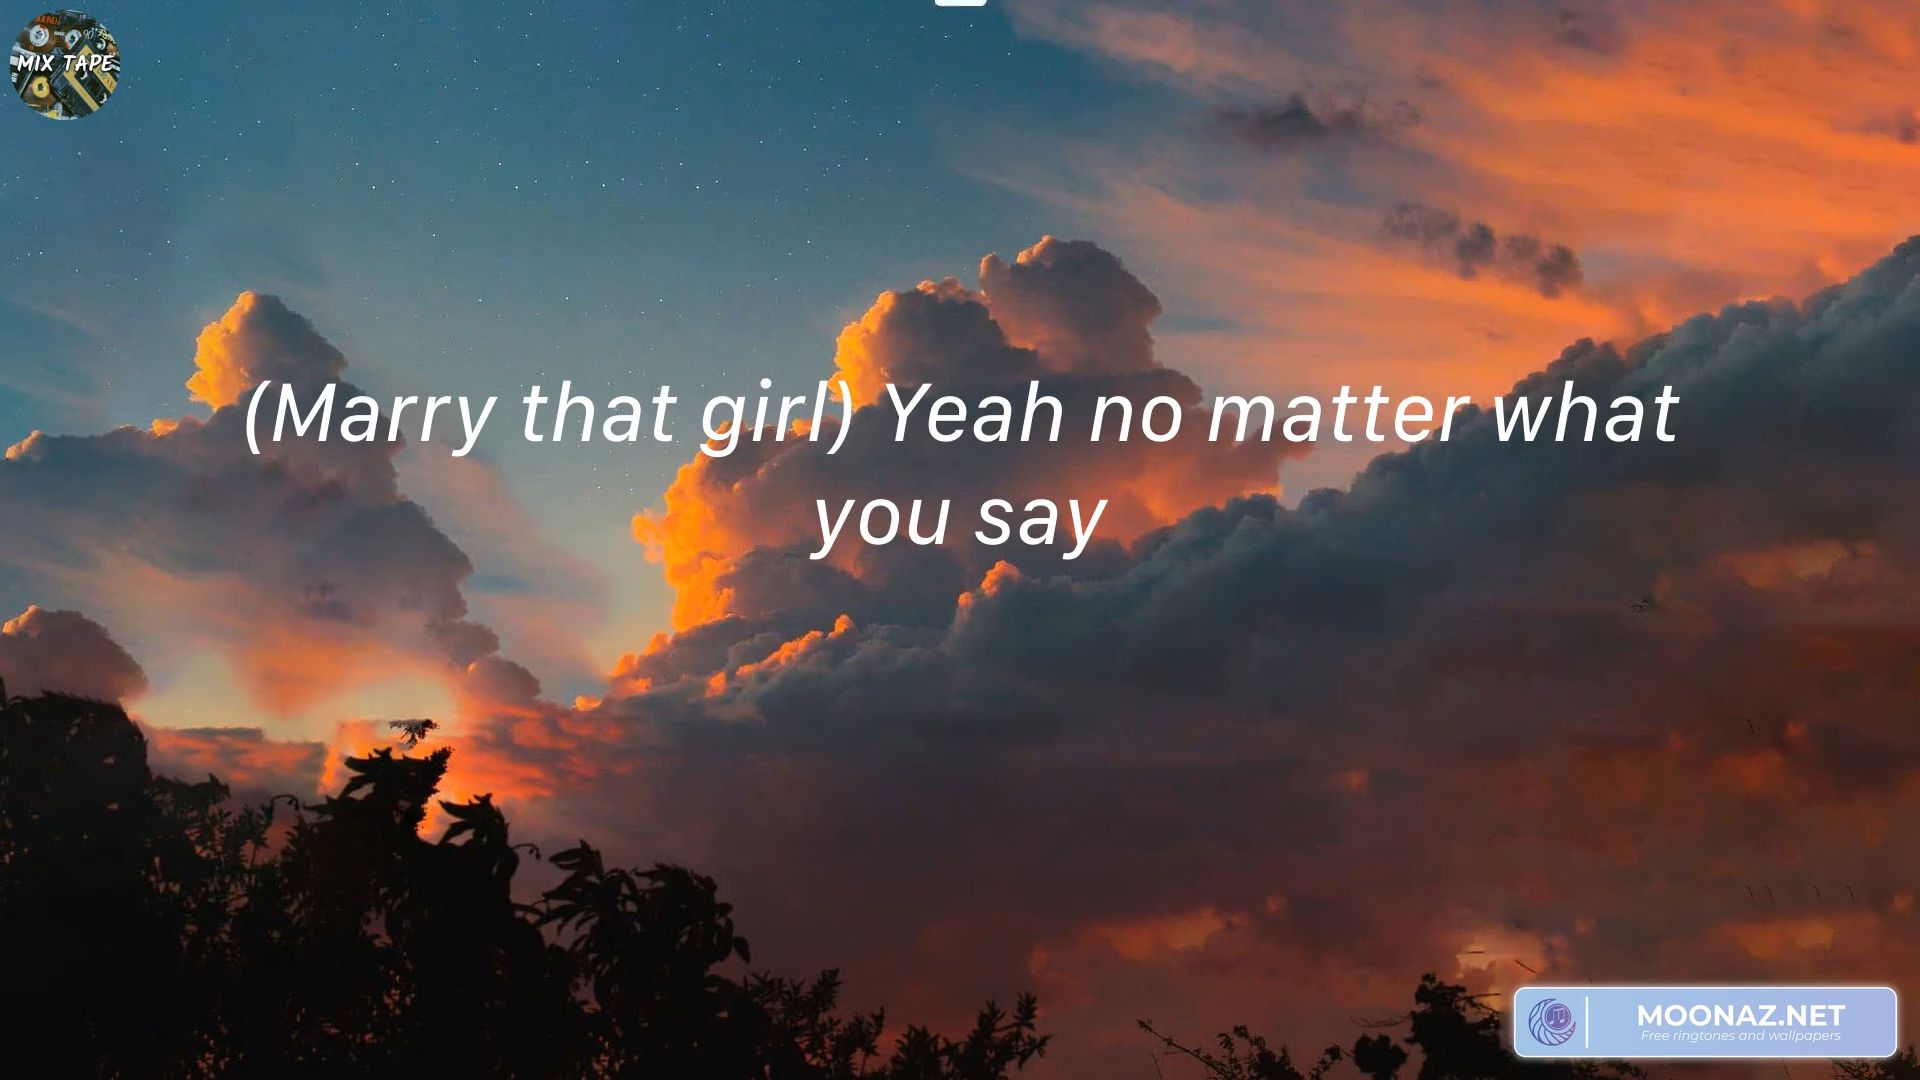 MIX TAPE
(Marry that girl) Yeah no matter what
you say
MOONAZ.NET
Free ringtones and wallpapers